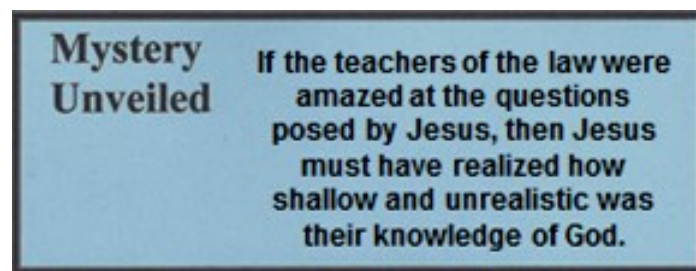 Mystery
Unveiled
If the teachers of the law were
amazed at the questions
posed by Jesus, then Jesus
must have realized how
shallow and unrealistic was
their knowledge of God.